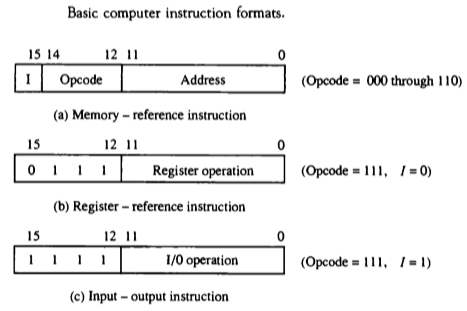 Basic computer instruction formats.
15 14 12 11 0
I Opcode Address (Opcode = 000 through 110)
(a) Memory – reference instruction
15 12 11 0
0 1 1 1 Register operation (Opcode = 111, I = 0)
(b) Register – reference instruction
15 12 11 0
1 1 1 1 I/0 operation (Opcode = 111, I = 1)
(c) Input – output instruction